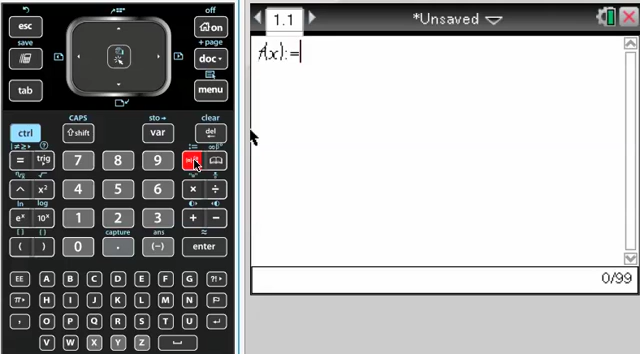 off
esc
on
save
+ page
doc
tab
menu
CAPS
sto→
clear
ctrl
shift
var
del
|≠≥►
:=
∞β°
=
trig
7
8
9
^
x²
4
5
6
×
÷
ln
log
eˣ
10ˣ
1
2
3
+
−
[ ]
{ }
capture
ans
≈
(
)
0
.
(−)
enter
EE
A
B
C
D
E
F
G
?!►
π►
H
I
J
K
L
M
N
,
O
P
Q
R
S
T
U
V
W
X
Y
Z
1.1
*Unsaved
f(x):=
0/99